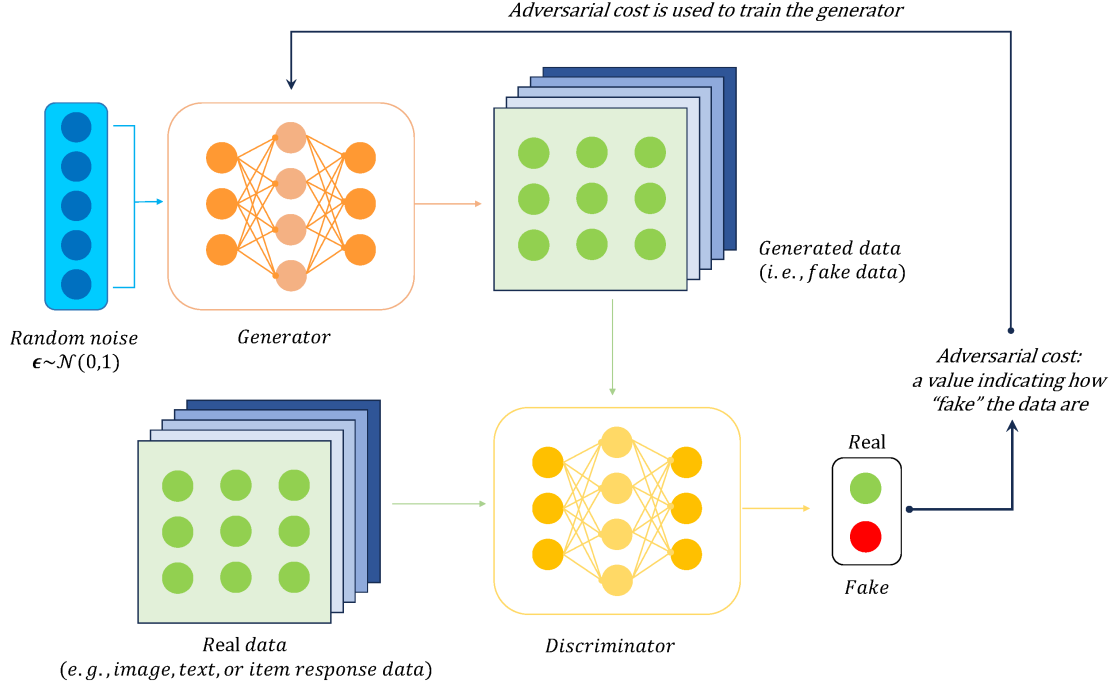 Adversarial cost is used to train the generator
Generated data
(i.e., fake data)
Random noise
ϵ~𝒩(0,1)
Generator
Adversarial cost:
a value indicating how
“fake” the data are
Real
Fake
Real data
(e.g., image, text, or item response data)
Discriminator